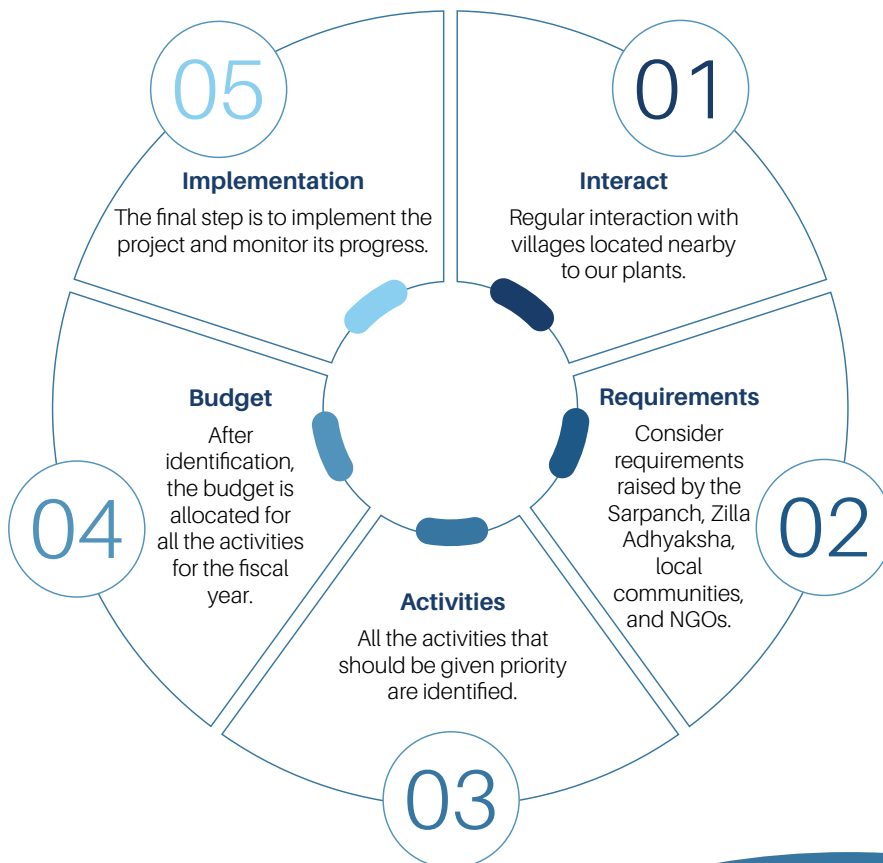 01
Interact
Regular interaction with
villages located nearby
to our plants.
02
Requirements
Consider
requirements
raised by the
Sarpanch, Zilla
Adhyaksha,
local
communities,
and NGOs.
03
Activities
All the activities that
should be given priority
are identified.
04
Budget
After
identification,
the budget is
allocated for
all the activities
for the fiscal
year.
05
Implementation
The final step is to implement the
project and monitor its progress.